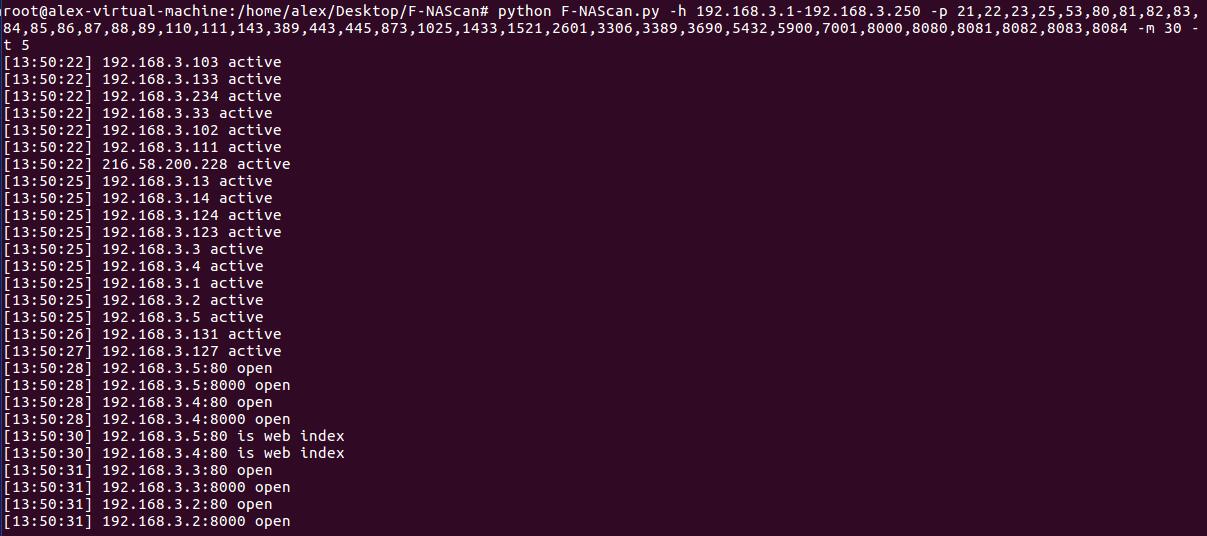 root@alex-virtual-machine:/home/alex/Desktop/F-NAScan# python F-NAScan.py -h 192.168.3.1-192.168.3.250 -p 21,22,23,25,53,80,81,82,83,
84,85,86,87,88,89,110,111,143,389,443,445,873,1025,1433,1521,2601,3306,3389,3690,5432,5900,7001,8000,8080,8081,8082,8083,8084 -m 30 -
t 5
[13:50:22] 192.168.3.103 active
[13:50:22] 192.168.3.133 active
[13:50:22] 192.168.3.234 active
[13:50:22] 192.168.3.33 active
[13:50:22] 192.168.3.102 active
[13:50:22] 192.168.3.111 active
[13:50:22] 216.58.200.228 active
[13:50:25] 192.168.3.13 active
[13:50:25] 192.168.3.14 active
[13:50:25] 192.168.3.124 active
[13:50:25] 192.168.3.123 active
[13:50:25] 192.168.3.3 active
[13:50:25] 192.168.3.4 active
[13:50:25] 192.168.3.1 active
[13:50:25] 192.168.3.2 active
[13:50:25] 192.168.3.5 active
[13:50:26] 192.168.3.131 active
[13:50:27] 192.168.3.127 active
[13:50:28] 192.168.3.5:80 open
[13:50:28] 192.168.3.5:8000 open
[13:50:28] 192.168.3.4:80 open
[13:50:28] 192.168.3.4:8000 open
[13:50:30] 192.168.3.5:80 is web index
[13:50:30] 192.168.3.4:80 is web index
[13:50:31] 192.168.3.3:80 open
[13:50:31] 192.168.3.3:8000 open
[13:50:31] 192.168.3.2:80 open
[13:50:31] 192.168.3.2:8000 open